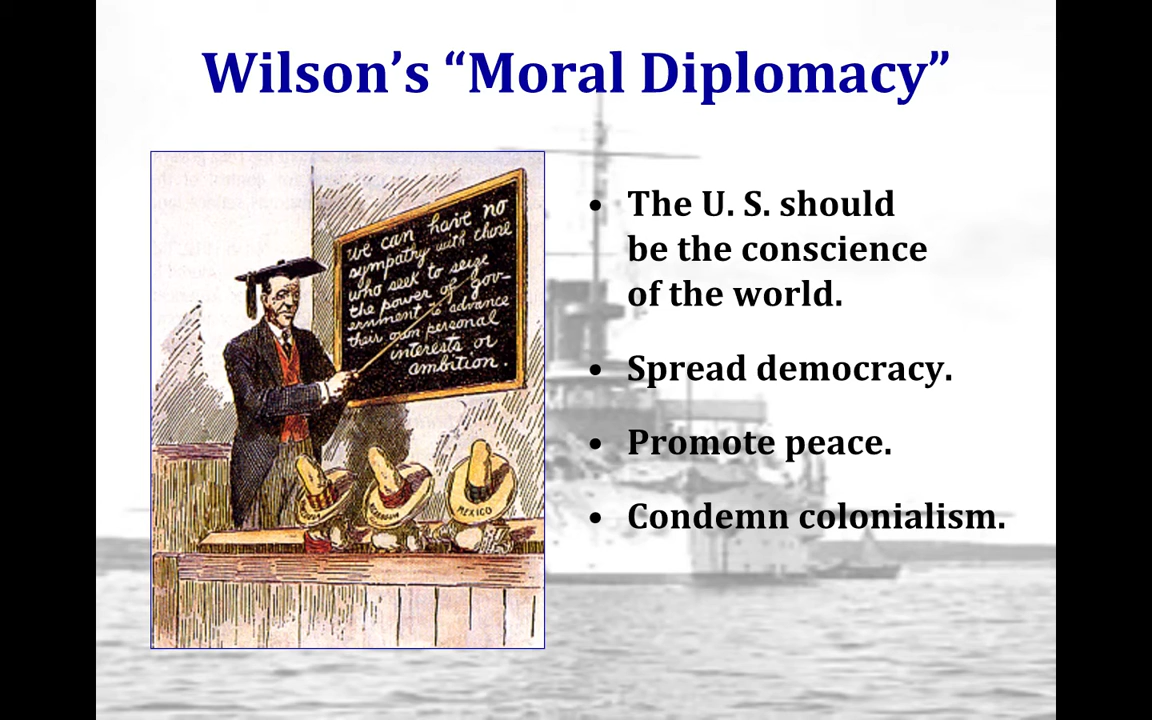 Wilson’s “Moral Diplomacy”
we can have no
sympathy with those
who seek to seize
the power of gov-
ernment to advance
their own personal
interests or
ambition.
MEXICO
• The U. S. should
be the conscience
of the world.
• Spread democracy.
• Promote peace.
• Condemn colonialism.